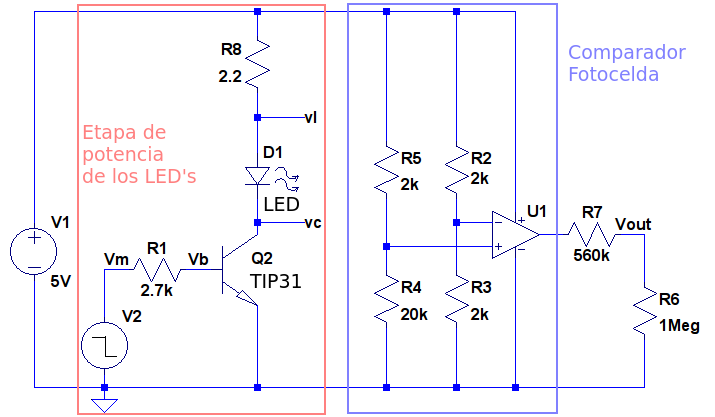 Comparador
Fotocelda
R8
2.2
vl
Etapa de
potencia
de los LED's
D1
LED
R5
2k
R2
2k
V1
5V
vc
U1
R7
560k
Vout
Vm
R1
2.7k
Vb
Q2
TIP31
R4
20k
R3
2k
R6
1Meg
V2